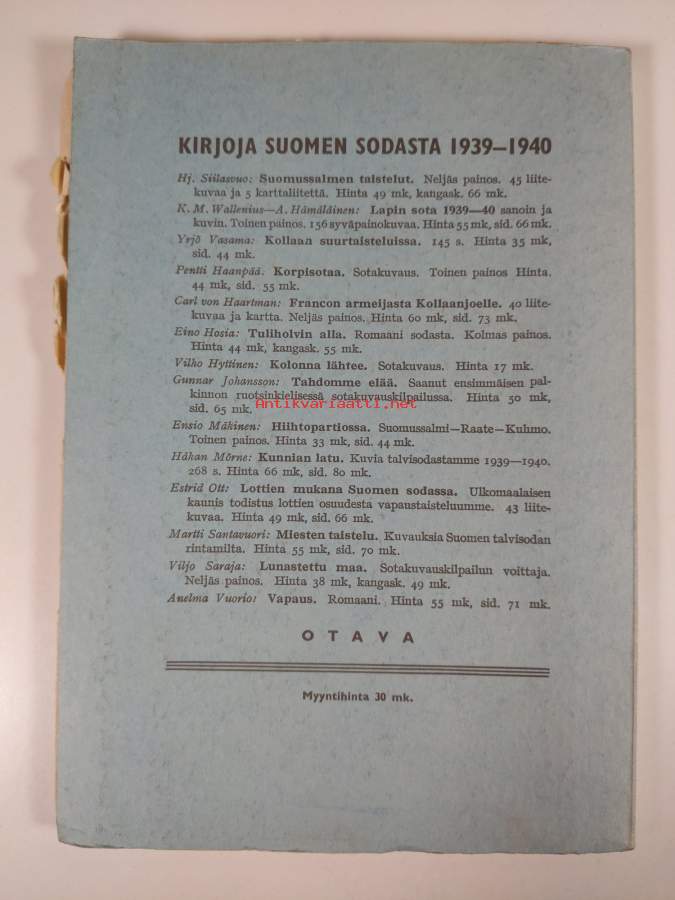 KIRJOJA SUOMEN SODASTA 1939—1940
Hj. Siilasvuo: Suomussalmen taistelut. Neljäs painos. 45 liite-
kuvaa ja 5 karttaliitettä. Hinta 49 mk, kangask. 66 mk.
K. M. Wallenius—A. Hämäläinen: Lapin sota 1939—40 sanoin ja
kuvin. Toinen painos. 156 syväpainokuvaa. Hinta 55 mk, sid. 66 mk.
Yrjö Vasama: Kollaan suurtaisteluissa. 145 s. Hinta 35 mk,
sid. 44 mk.
Pentti Haanpää. Korpisotaa. Sotakuvaus. Toinen painos Hinta.
44 mk, sid. 55 mk.
Carl von Haartman: Francon armeijasta Kollaanjoelle. 40 liite-
kuvaa ja kartta. Neljäs painos. Hinta 60 mk, sid. 73 mk.
Eino Hosia: Tuliholvin alla. Romaani sodasta. Kolmas painos.
Hinta 44 mk, kangask. 55 mk.
Vilho Hyttinen: Kolonna lähtee. Sotakuvaus. Hinta 17 mk.
Gunnar Johansson: Tahdomme elää. Saanut ensimmäisen pal-
kinnon ruotsinkielisessä sotakuvauskilpailussa. Hinta 50 mk,
sid. 65 mk.
Antikvariaatti.net
Ensio Mäkinen: Hiihtopartiossa. Suomussalmi—Raate—Kuhmo.
Toinen painos. Hinta 33 mk, sid. 44 mk.
Håkan Mörne: Kunnian latu. Kuvia talvisodastamme 1939—1940.
268 s. Hinta 66 mk, sid. 80 mk.
Estrid Ott: Lottien mukana Suomen sodassa. Ulkomaalaisen
kaunis todistus lottien osuudesta vapaustaisteluumme. 43 liite-
kuvaa. Hinta 49 mk, sid. 66 mk.
Martti Santavuori: Miesten taistelu. Kuvauksia Suomen talvisodan
rintamilta. Hinta 55 mk, sid. 70 mk.
Viljo Saraja: Lunastettu maa. Sotakuvauskilpailun voittaja.
Neljäs painos. Hinta 38 mk, kangask. 49 mk.
Anelma Vuorio: Vapaus. Romaani. Hinta 55 mk, sid. 71 mk.
OTAVA
Myyntihinta 30 mk.